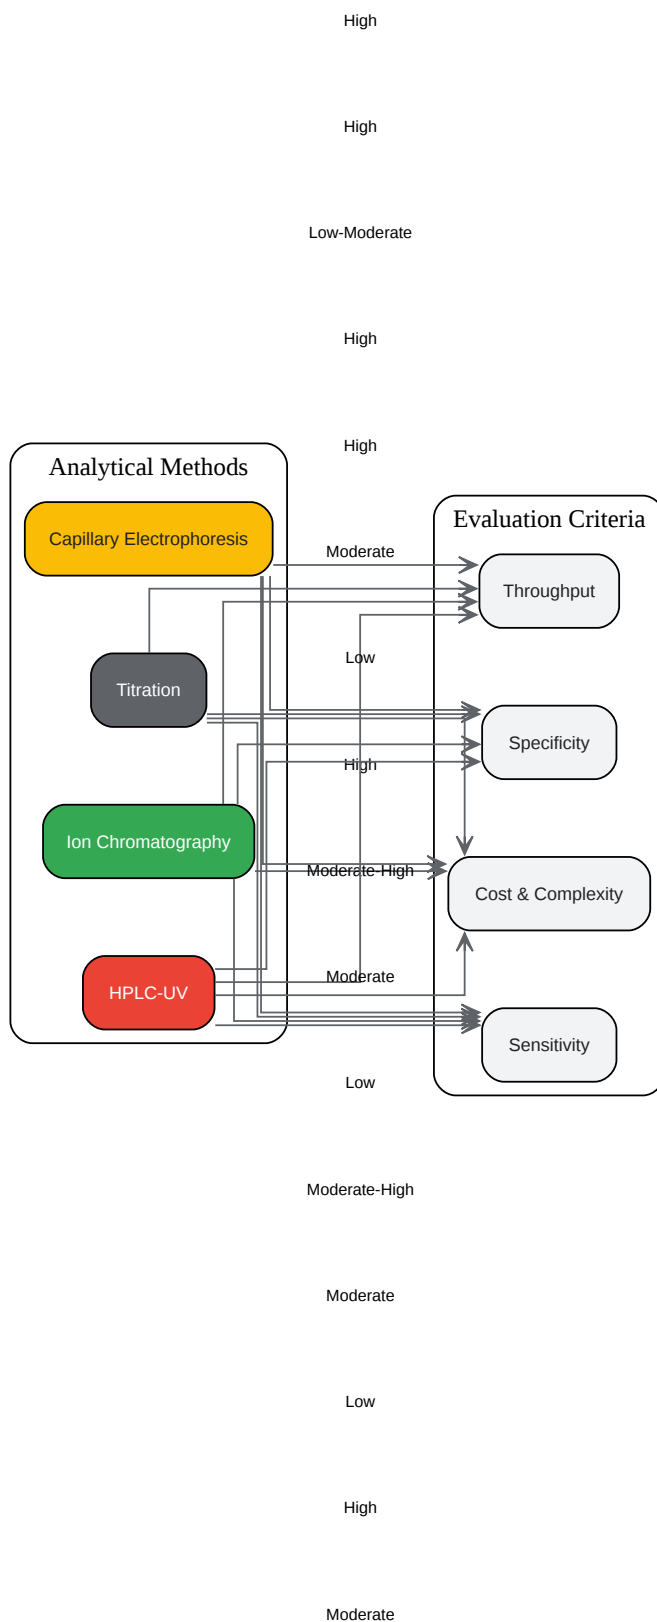 High
High
Low-Moderate
High
High
Analytical Methods
Capillary Electrophoresis
Titration
Ion Chromatography
HPLC-UV
Moderate
Low
High
Moderate-High
Moderate
Evaluation Criteria
Throughput
Specificity
Cost & Complexity
Sensitivity
Low
Moderate-High
Moderate
Low
High
Moderate